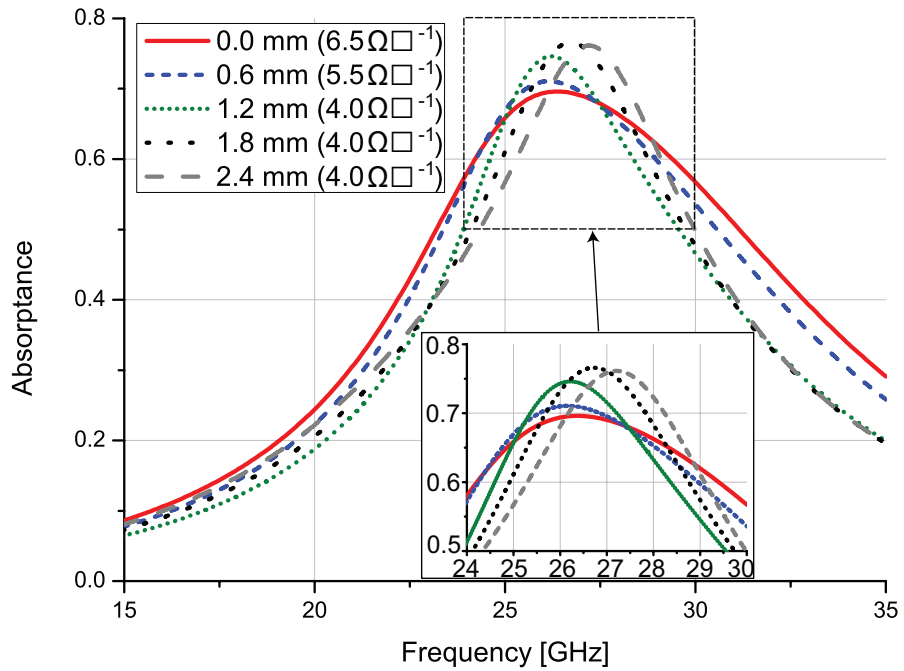 0.8
0.6
0.4
0.2
0.0
Absorptance
0.0 mm (6.5Ω□⁻¹)
0.6 mm (5.5Ω□⁻¹)
1.2 mm (4.0Ω□⁻¹)
1.8 mm (4.0Ω□⁻¹)
2.4 mm (4.0Ω□⁻¹)
0.8
0.7
0.6
0.5
24 25 26 27 28 29 30
15 20 25 30 35
Frequency [GHz]